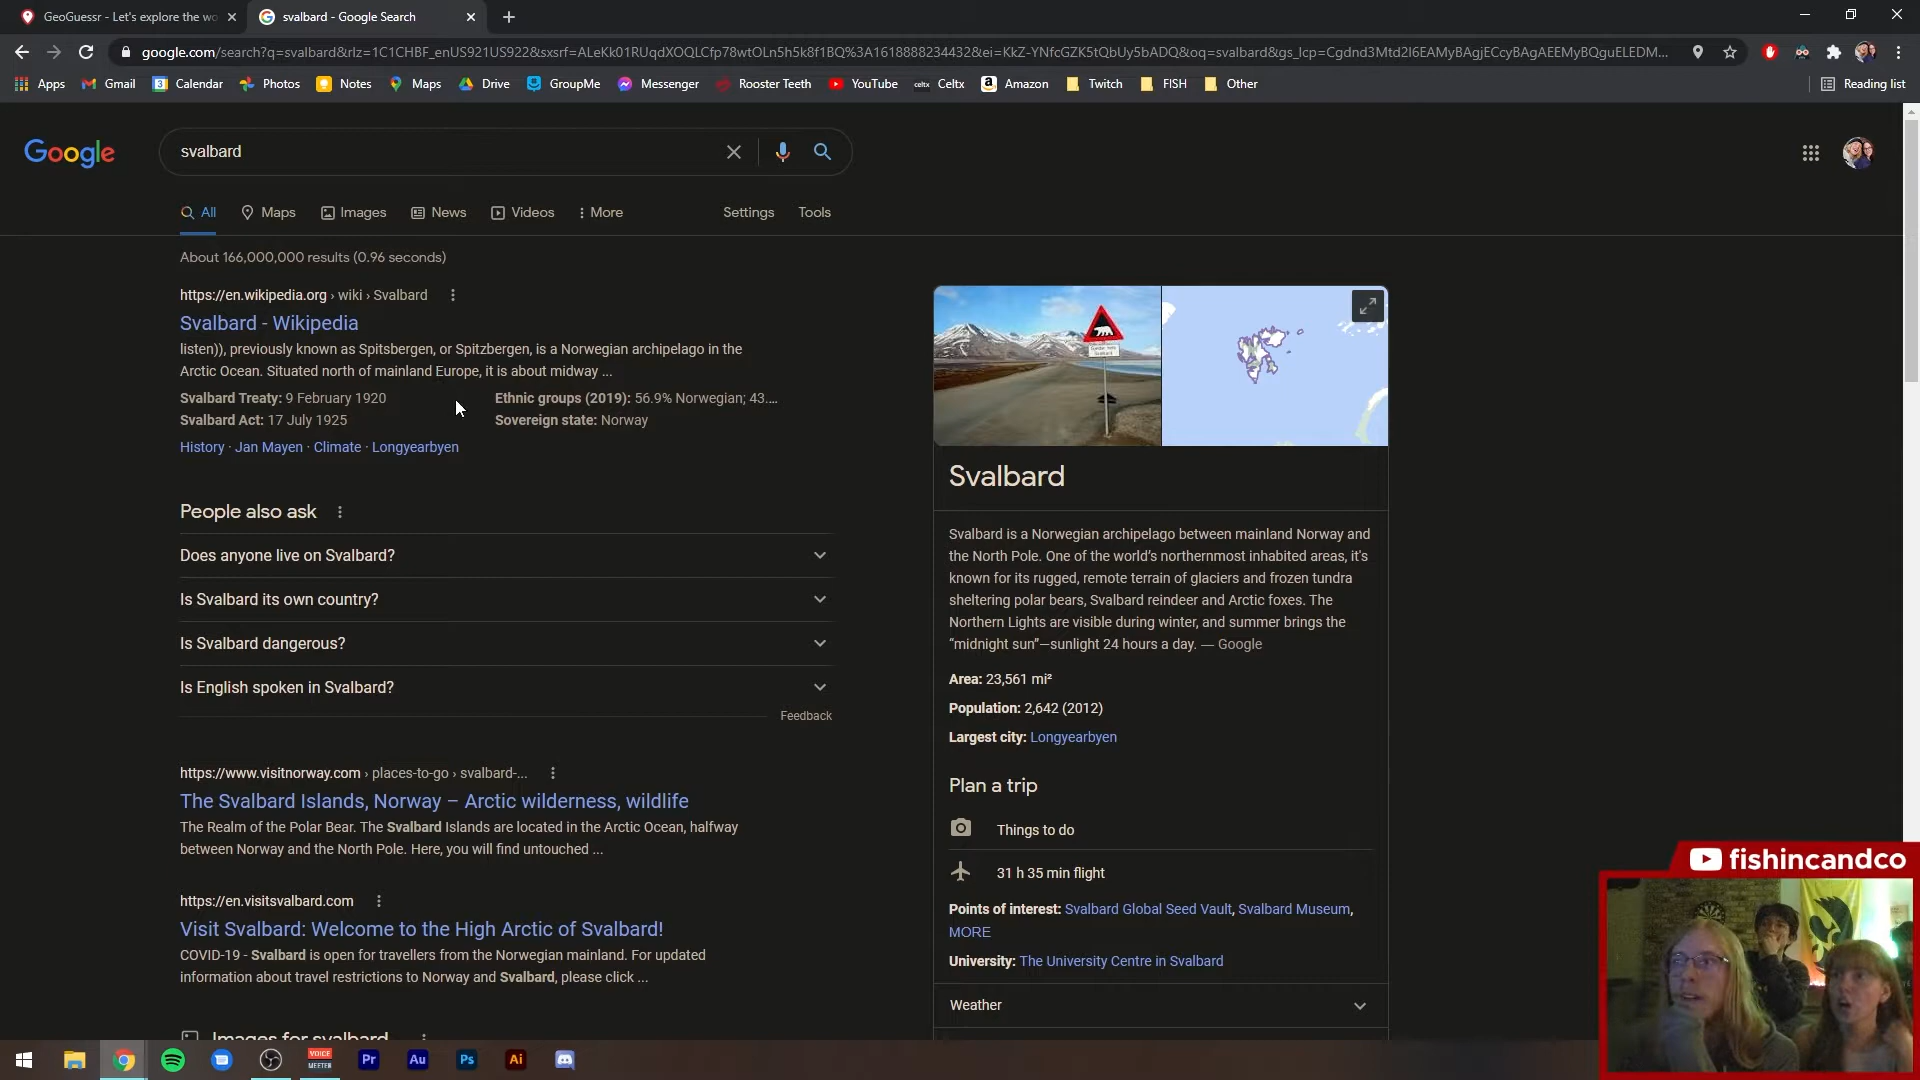 GeoGuessr - Let's explore the wo
svalbard - Google Search
google.com/search?q=svalbard&rlz=1C1CHBF_enUS921US922&sxsrf=ALeKk01RUqdXOQLCfp78wtOLn5h5k8f1BQ%3A1618888234432&ei=KkZ-YNfcGZK5tQbUy5bADQ&oq=svalbard&gs_lcp=Cgdnd3Mtd2l6EAMyBAgjECcyBAgAEEMyBQguELEDM...
Apps Gmail Calendar Photos Notes Maps Drive GroupMe Messenger Rooster Teeth YouTube Celtx Amazon Twitch FISH Other Reading list
Google
svalbard
All Maps Images News Videos More Settings Tools
About 166,000,000 results (0.96 seconds)
https://en.wikipedia.org › wiki › Svalbard
Svalbard - Wikipedia
listen)), previously known as Spitsbergen, or Spitzbergen, is a Norwegian archipelago in the
Arctic Ocean. Situated north of mainland Europe, it is about midway ...
Svalbard Treaty: 9 February 1920
Ethnic groups (2019): 56.9% Norwegian; 43....
Svalbard Act: 17 July 1925
Sovereign state: Norway
History · Jan Mayen · Climate · Longyearbyen
People also ask
Does anyone live on Svalbard?
Is Svalbard its own country?
Is Svalbard dangerous?
Is English spoken in Svalbard?
Feedback
https://www.visitnorway.com › places-to-go › svalbard-...
The Svalbard Islands, Norway – Arctic wilderness, wildlife
The Realm of the Polar Bear. The Svalbard Islands are located in the Arctic Ocean, halfway
between Norway and the North Pole. Here, you will find untouched ...
https://en.visitsvalbard.com
Visit Svalbard: Welcome to the High Arctic of Svalbard!
COVID-19 - Svalbard is open for travellers from the Norwegian mainland. For updated
information about travel restrictions to Norway and Svalbard, please click ...
Images for svalbard
Svalbard
Svalbard is a Norwegian archipelago between mainland Norway and
the North Pole. One of the world's northernmost inhabited areas, it's
known for its rugged, remote terrain of glaciers and frozen tundra
sheltering polar bears, Svalbard reindeer and Arctic foxes. The
Northern Lights are visible during winter, and summer brings the
“midnight sun”—sunlight 24 hours a day. — Google
Area: 23,561 mi²
Population: 2,642 (2012)
Largest city: Longyearbyen
Plan a trip
Things to do
31 h 35 min flight
Points of interest: Svalbard Global Seed Vault, Svalbard Museum,
MORE
University: The University Centre in Svalbard
Weather
fishincandco
VOICE
MEETER
Pr Au Ps Ai